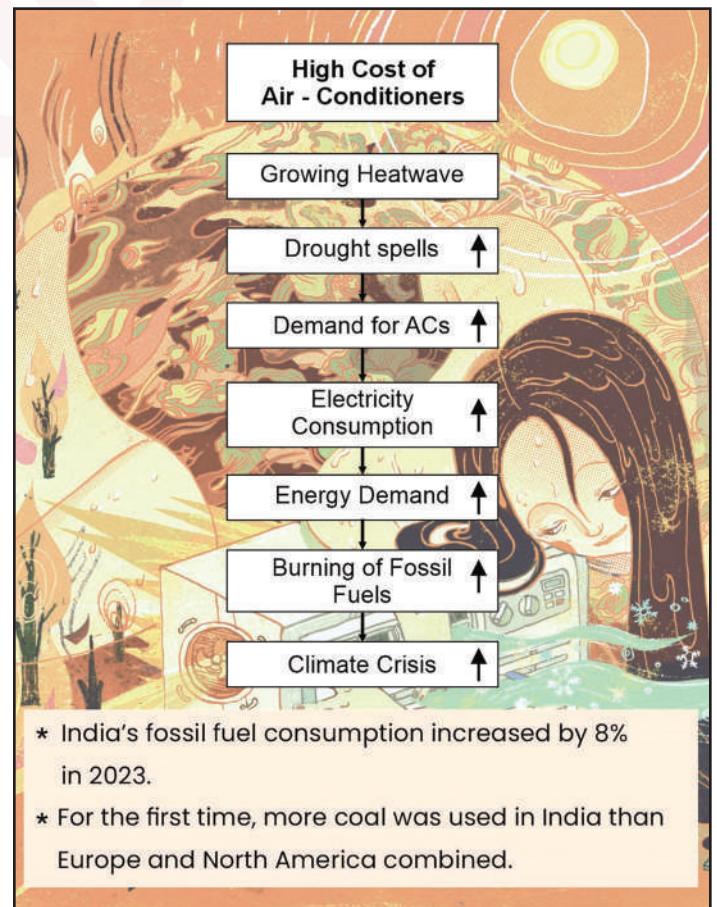 High Cost of
Air - Conditioners
Growing Heatwave
Drought spells
Demand for ACs
Electricity
Consumption
Energy Demand
Burning of Fossil
Fuels
Climate Crisis
* India's fossil fuel consumption increased by 8%
in 2023.
* For the first time, more coal was used in India than
Europe and North America combined.